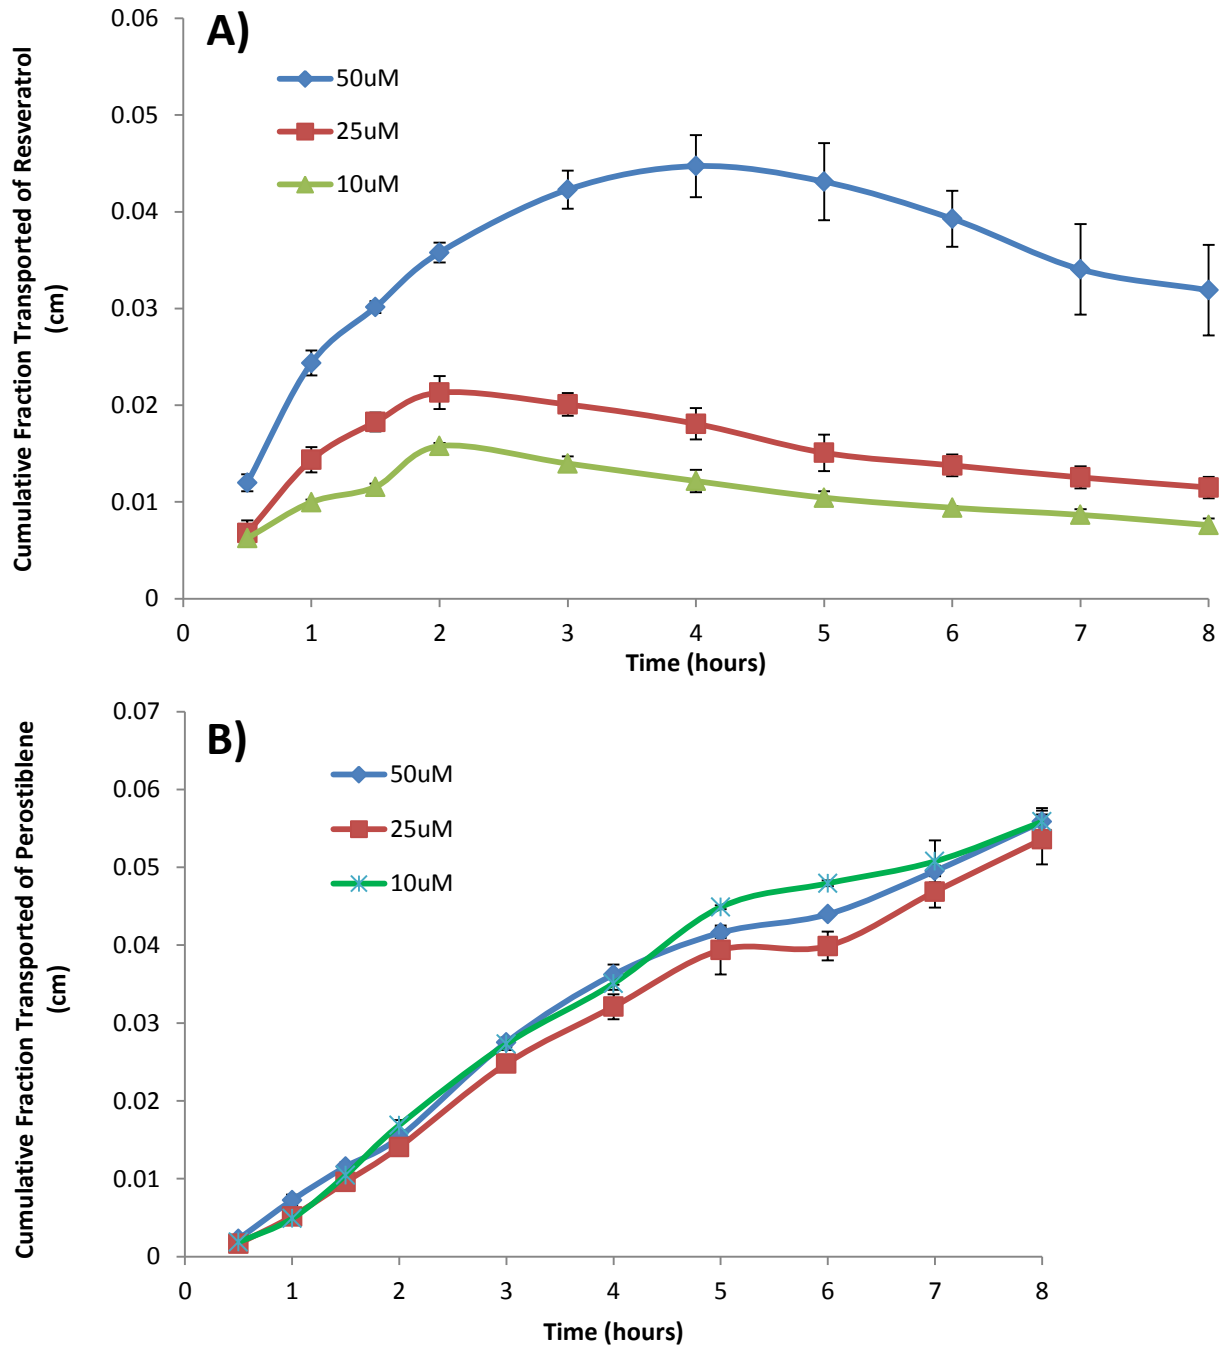 A)
Cumulative Fraction Transported of Resveratrol
(cm)
0.06
0.05
0.04
0.03
0.02
0.01
0
50uM
25uM
10uM
0 1 2 3 4 5 6 7 8
Time (hours)
B)
Cumulative Fraction Transported of Perostiblene
(cm)
0.07
0.06
0.05
0.04
0.03
0.02
0.01
0
50uM
25uM
10uM
0 1 2 3 4 5 6 7 8
Time (hours)